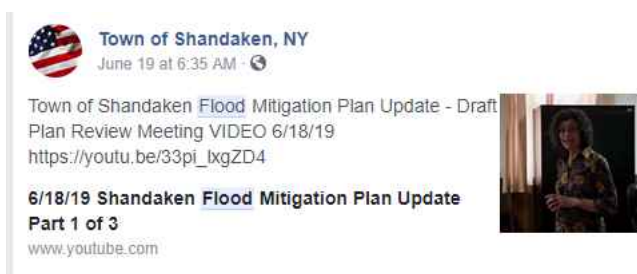 Town of Shandaken, NY
June 19 at 6:35 AM ·
Town of Shandaken Flood Mitigation Plan Update - Draft
Plan Review Meeting VIDEO 6/18/19
https://youtu.be/33pi_IxgZD4
6/18/19 Shandaken Flood Mitigation Plan Update
Part 1 of 3
www.youtube.com